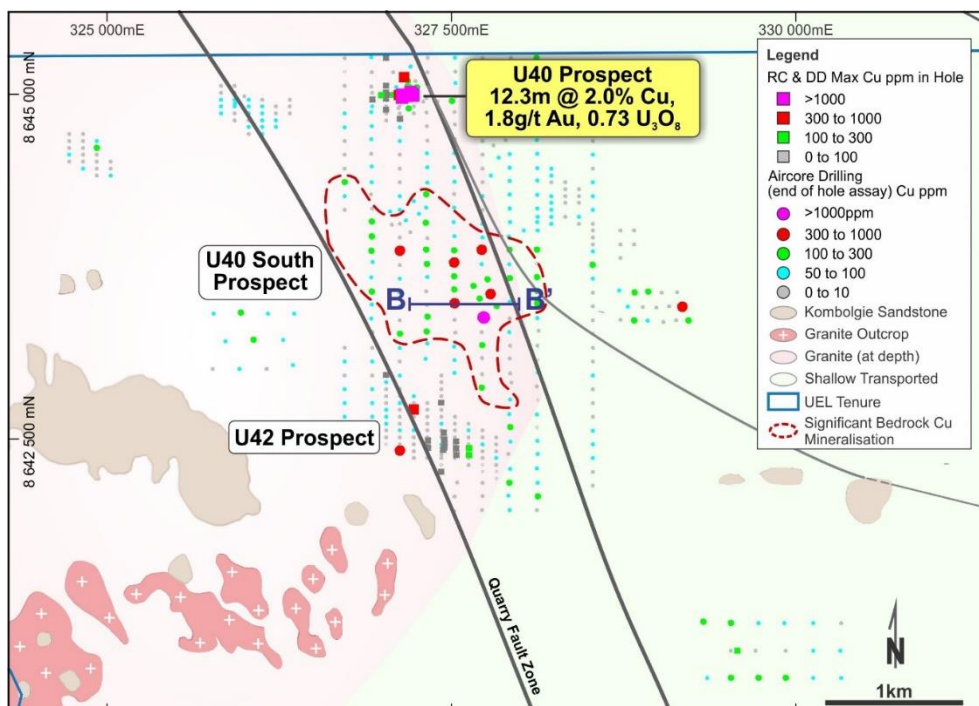 325 000mE
327 500mE
330 000mE
8 645 000 mN
8 642 500 mN
U40 Prospect
12.3m @ 2.0% Cu,
1.8g/t Au, 0.73 U₃O₈
U40 South
Prospect
B
B'
U42 Prospect
Quarry Fault Zone
Legend
RC & DD Max Cu ppm in Hole
>1000
300 to 1000
100 to 300
0 to 100
Aircore Drilling
(end of hole assay) Cu ppm
>1000ppm
300 to 1000
100 to 300
50 to 100
0 to 10
Kombolgie Sandstone
Granite Outcrop
Granite (at depth)
Shallow Transported
UEL Tenure
Significant Bedrock Cu
Mineralisation
N
1km